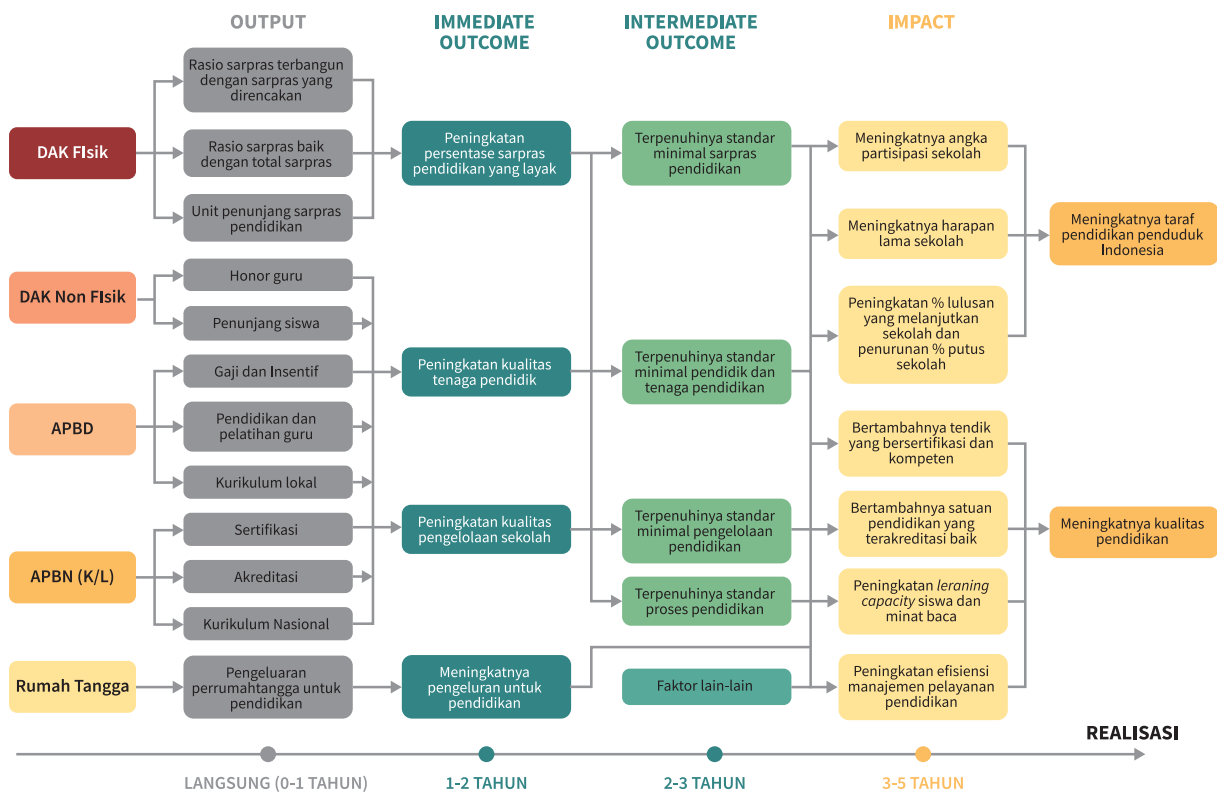 OUTPUT
IMMEDIATE
OUTCOME
INTERMEDIATE
OUTCOME
IMPACT
DAK FIsik
Rasio sarpras terbangun
dengan sarpras yang
direncakan
Rasio sarpras baik
dengan total sarpras
Unit penunjang sarpras
pendidikan
Peningkatan
persentase sarpras
pendidikan yang layak
Terpenuhinya standar
minimal sarpras
pendidikan
Meningkatnya angka
partisipasi sekolah
Meningkatnya harapan
lama sekolah
Peningkatan % lulusan
yang melanjutkan
sekolah dan
penurunan % putus
sekolah
Meningkatnya taraf
pendidikan penduduk
Indonesia
DAK Non FIsik
Honor guru
Penunjang siswa
APBD
Gaji dan Insentif
Pendidikan dan
pelatihan guru
Kurikulum lokal
Peningkatan kualitas
tenaga pendidik
Terpenuhinya standar
minimal pendidik dan
tenaga pendidikan
Bertambahnya tendik
yang bersertifikasi dan
kompeten
APBN (K/L)
Sertifikasi
Akreditasi
Kurikulum Nasional
Peningkatan kualitas
pengelolaan sekolah
Terpenuhinya standar
minimal pengelolaan
pendidikan
Terpenuhinya standar
proses pendidikan
Bertambahnya satuan
pendidikan yang
terakreditasi baik
Peningkatan leraning
capacity siswa dan
minat baca
Meningkatnya kualitas
pendidikan
Rumah Tangga
Pengeluaran
perrumahtangga untuk
pendidikan
Meningkatnya
pengeluran untuk
pendidikan
Faktor lain-lain
Peningkatan efisiensi
manajemen pelayanan
pendidikan
REALISASI
LANGSUNG (0-1 TAHUN)
1-2 TAHUN
2-3 TAHUN
3-5 TAHUN